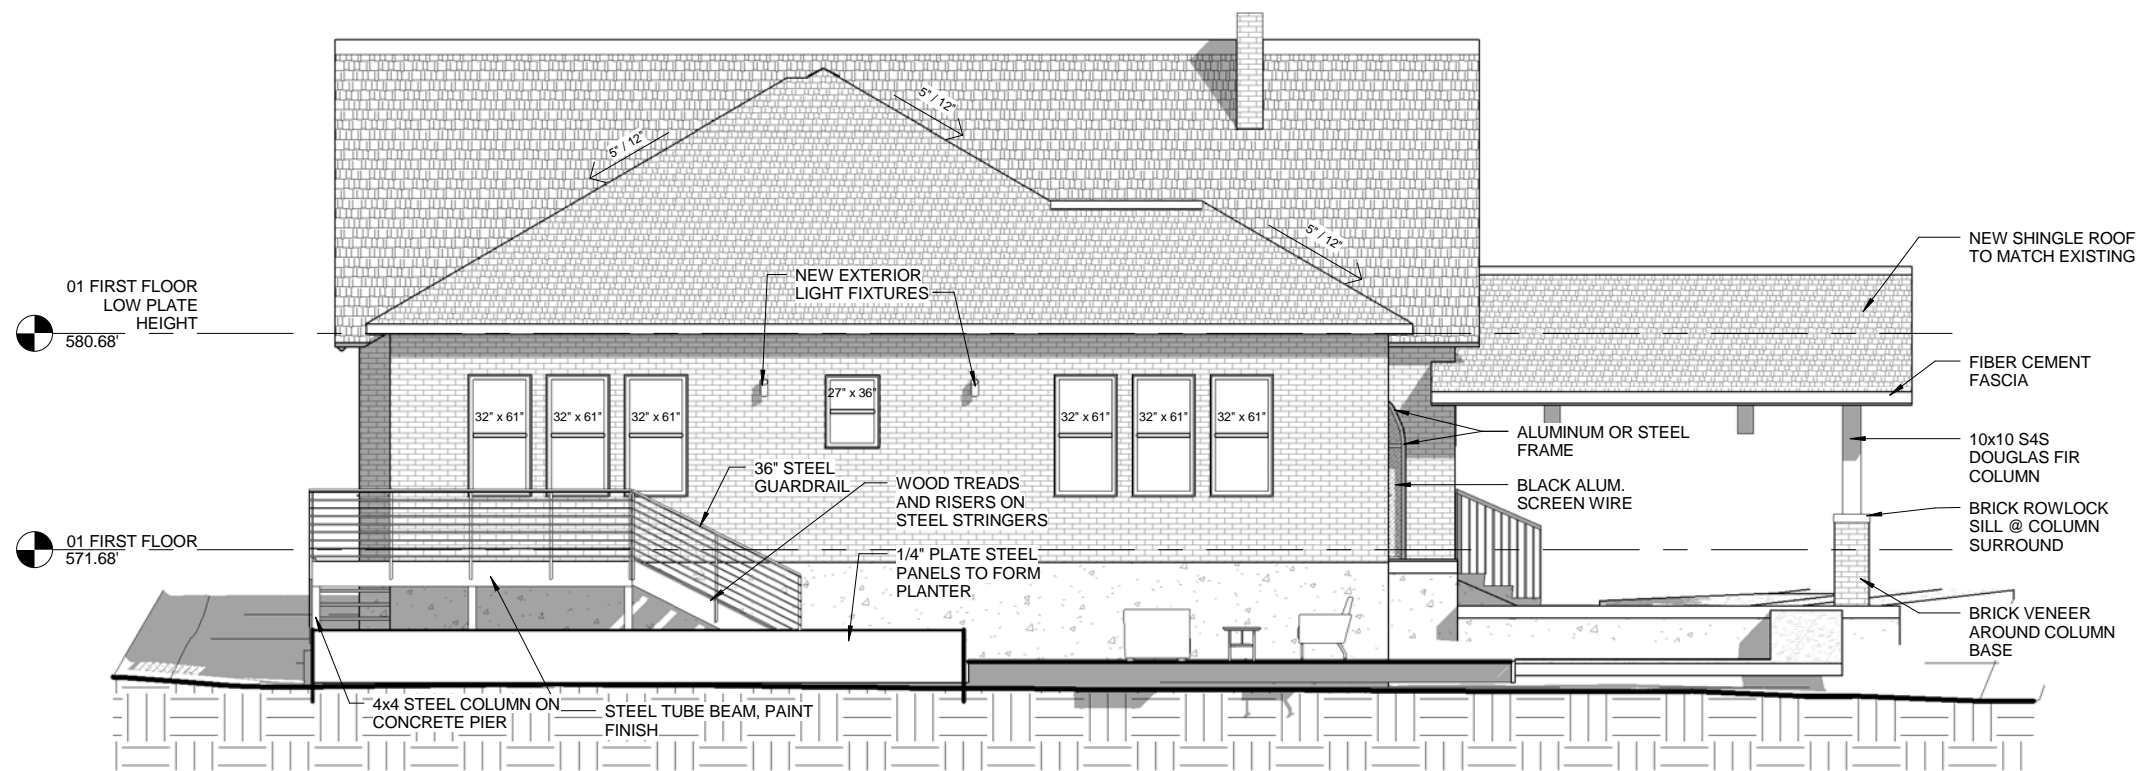 5" / 12"
5" / 12"
5" / 12"
NEW SHINGLE ROOF
TO MATCH EXISTING
NEW EXTERIOR
LIGHT FIXTURES
01 FIRST FLOOR
LOW PLATE
HEIGHT
580.68'
FIBER CEMENT
FASCIA
27" x 36"
32" x 61"
32" x 61"
32" x 61"
32" x 61"
32" x 61"
32" x 61"
ALUMINUM OR STEEL
FRAME
10x10 S4S
DOUGLAS FIR
COLUMN
36" STEEL
GUARDRAIL
WOOD TREADS
AND RISERS ON
STEEL STRINGERS
BLACK ALUM.
SCREEN WIRE
BRICK ROWLOCK
SILL @ COLUMN
SURROUND
01 FIRST FLOOR
571.68'
1/4" PLATE STEEL
PANELS TO FORM
PLANTER
BRICK VENEER
AROUND COLUMN
BASE
4x4 STEEL COLUMN ON
CONCRETE PIER
STEEL TUBE BEAM, PAINT
FINISH